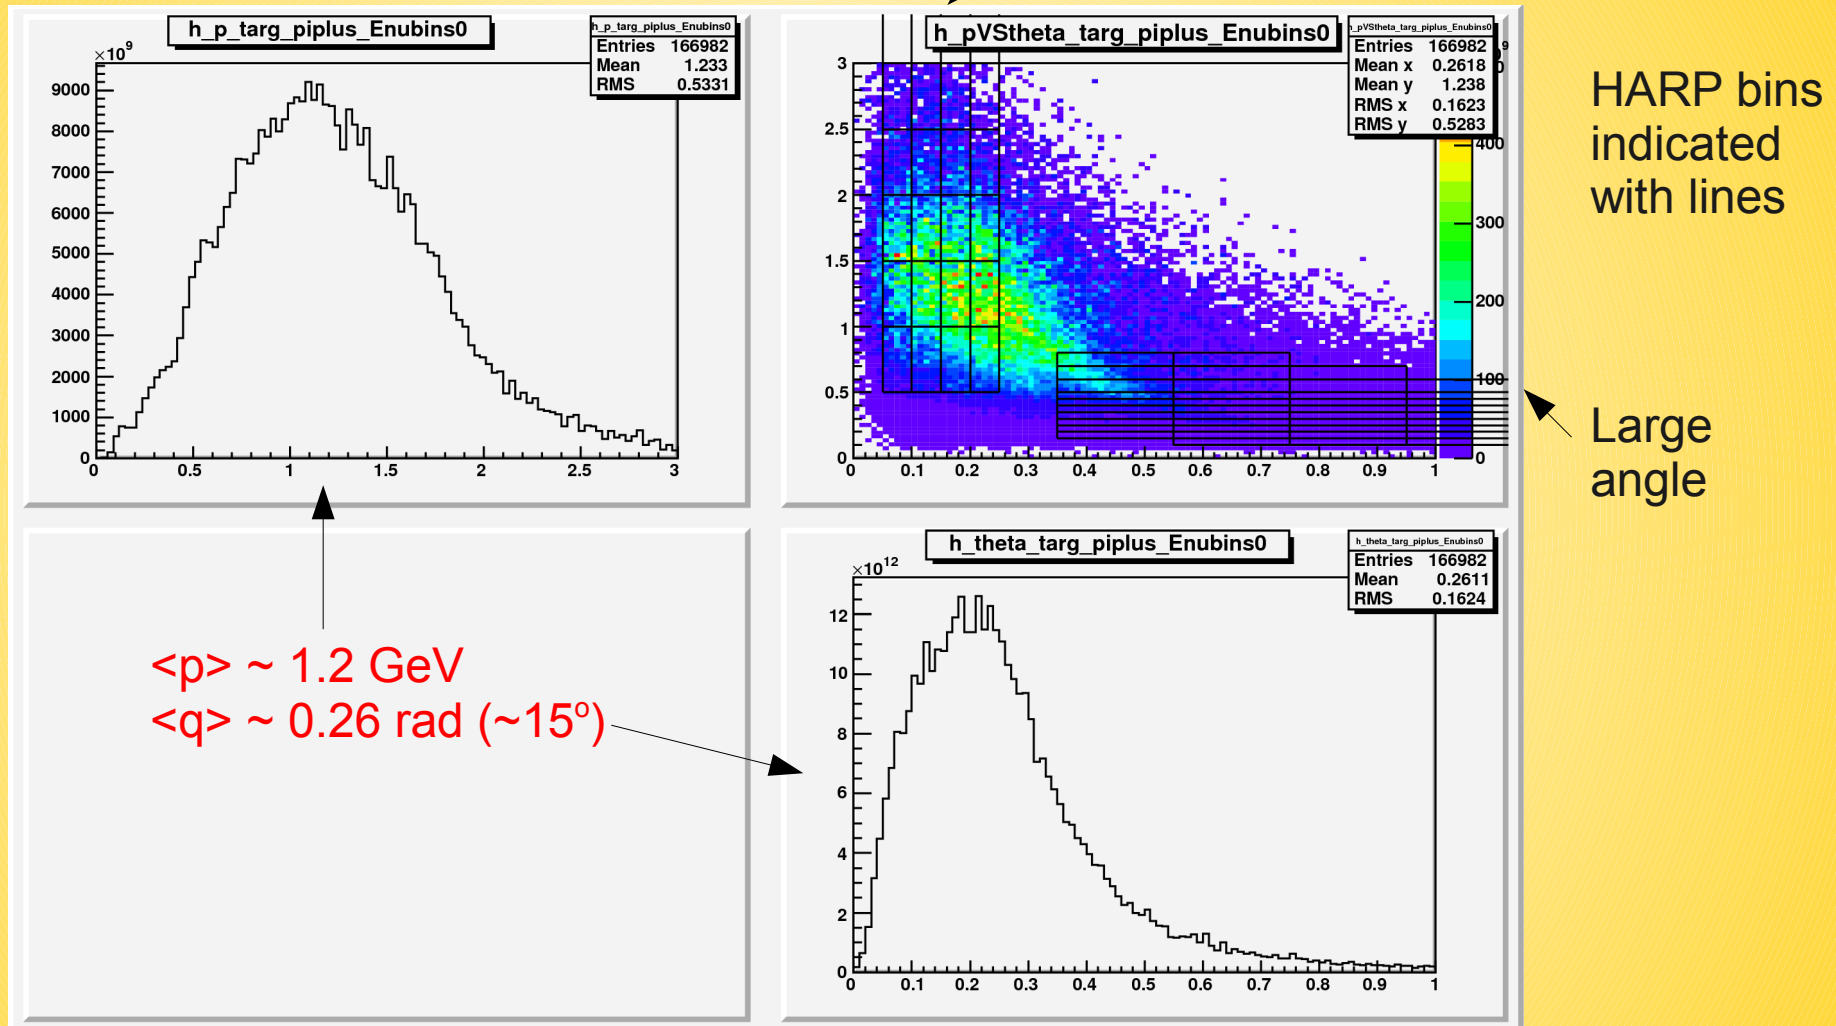 h_p_targ_piplus_Enubins0
h_p_targ_piplus_Enubins0
Entries 166982
Mean 1.233
RMS 0.5331
×10⁹
9000
8000
7000
6000
5000
4000
3000
2000
1000
0
0 0.5 1 1.5 2 2.5 3
h_pVStheta_targ_piplus_Enubins0
h_pVStheta_targ_piplus_Enubins0
Entries 166982
Mean x 0.2618
Mean y 1.238
RMS x 0.1623
RMS y 0.5283
3
2.5
2
1.5
1
0.5
0
0 0.1 0.2 0.3 0.4 0.5 0.6 0.7 0.8 0.9 1
400
300
200
100
0
HARP bins
indicated
with lines
Large
angle
<p> ~ 1.2 GeV
<q> ~ 0.26 rad (~15º)
h_theta_targ_piplus_Enubins0
h_theta_targ_piplus_Enubins0
Entries 166982
Mean 0.2611
RMS 0.1624
×10¹²
12
10
8
6
4
2
0
0 0.1 0.2 0.3 0.4 0.5 0.6 0.7 0.8 0.9 1